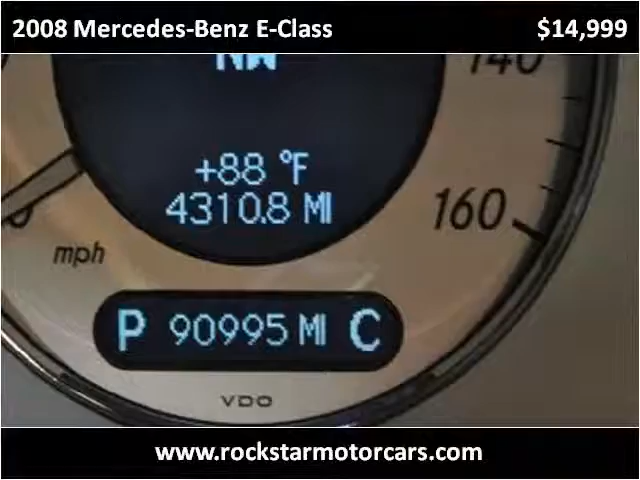 2008 Mercedes-Benz E-Class $14,999
NW 140
+88 °F
4310.8 MI 160
mph
P 90995 MI C
VDO
www.rockstarmotorcars.com